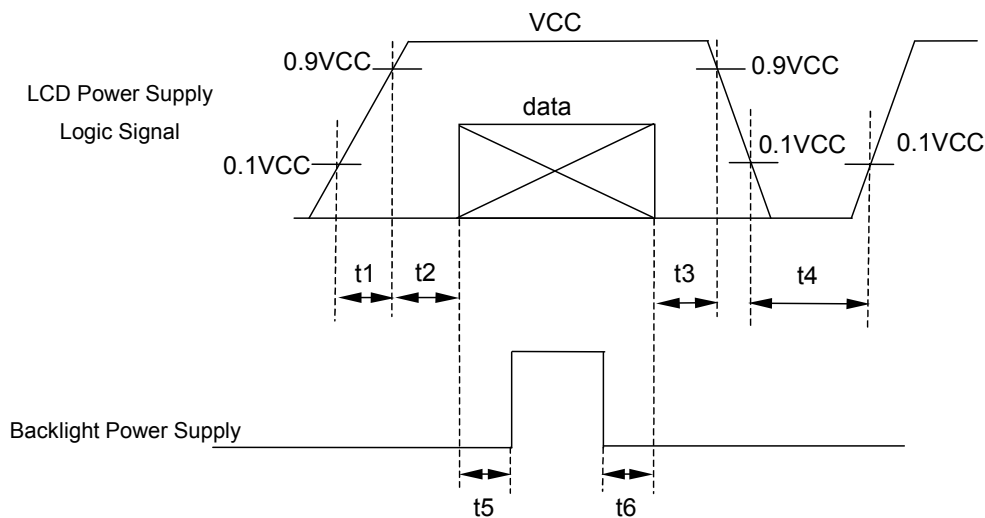 VCC
0.9VCC
0.9VCC
LCD Power Supply
Logic Signal
data
0.1VCC
0.1VCC
0.1VCC
t1
t2
t3
t4
Backlight Power Supply
t5
t6